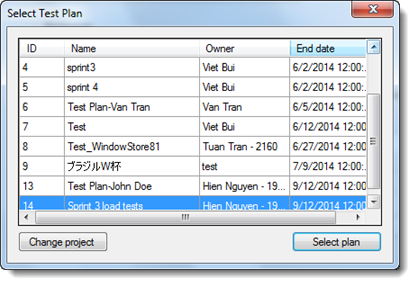 Select Test Plan
ID Name Owner End date
4 sprint3 Viet Bui 6/2/2014 12:00:
5 sprint 4 Viet Bui 6/2/2014 12:00:
6 Test Plan-Van Tran Van Tran 6/5/2014 12:00:
7 Test Viet Bui 6/12/2014 12:00
8 Test_WindowStore81 Tuan Tran - 2160 6/27/2014 12:00
9 ブラジルW杯 test 7/9/2014 12:00:
13 Test Plan-John Doe Hien Nguyen - 19... 9/12/2014 12:00
14 Sprint 3 load tests Hien Nguyen - 19... 9/12/2014 12:00
Change project Select plan